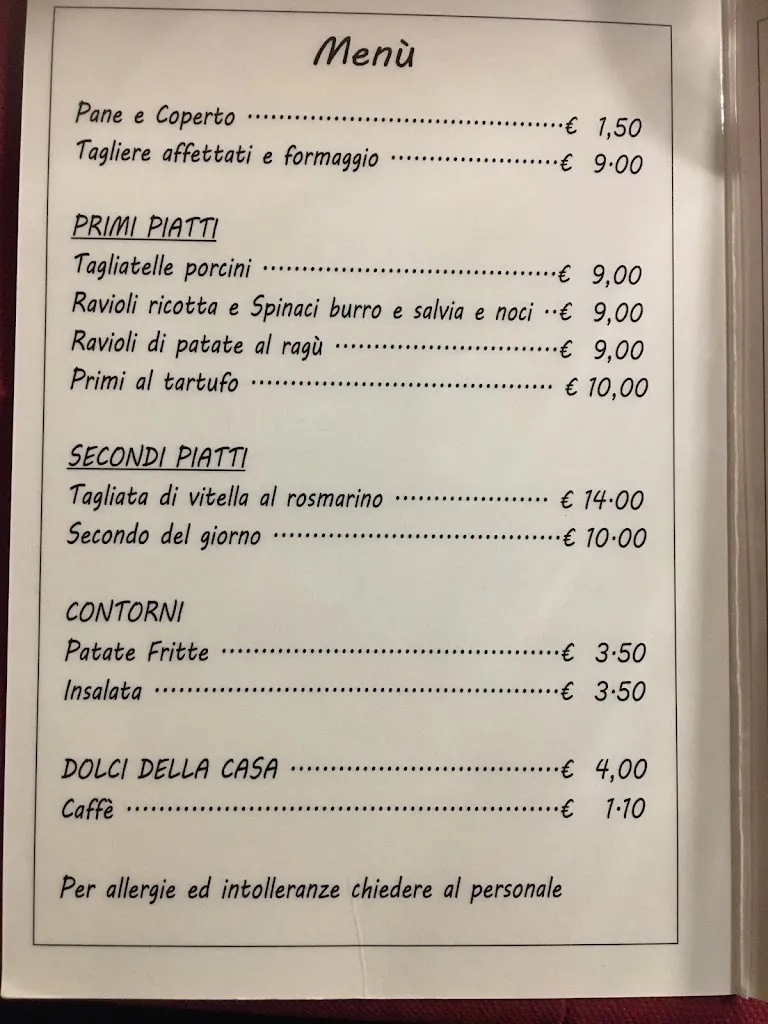 Menù
Pane e Coperto ........................................€ 1,50
Tagliere affettati e formaggio .....................€ 9.00
PRIMI PIATTI
Tagliatelle porcini .....................................€ 9,00
Ravioli ricotta e Spinaci burro e salvia e noci ..€ 9,00
Ravioli di patate al ragù ............................€ 9,00
Primi al tartufo ....................................... € 10,00
SECONDI PIATTI
Tagliata di vitella al rosmarino .................... € 14.00
Secondo del giorno ....................................€ 10.00
CONTORNI
Patate Fritte ...........................................€ 3.50
Insalata ...................................................€ 3.50
DOLCI DELLA CASA ..................................€ 4,00
Caffè .......................................................€ 1.10
Per allergie ed intolleranze chiedere al personale